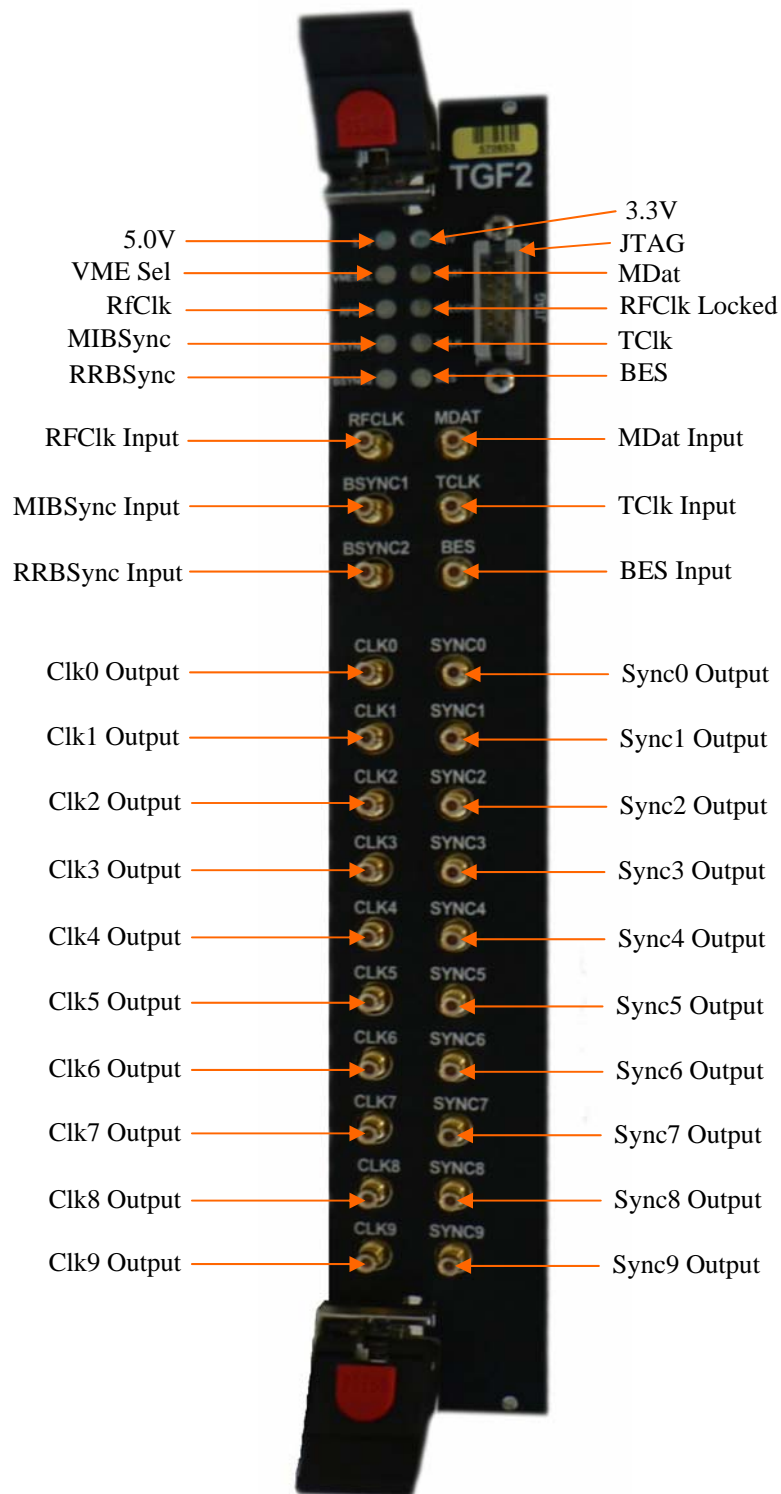 TGF2
3.3V
5.0V
JTAG
VME Sel
MDat
RfClk
RFClk Locked
JTAG
MIBSync
TClk
RRBSync
BES
RFCLK MDAT
RFClk Input
MDat Input
BSYNC1 TCLK
MIBSync Input
TClk Input
BSYNC2 BES
RRBSync Input
BES Input
CLK0 SYNC0
Clk0 Output
Sync0 Output
CLK1 SYNC1
Clk1 Output
Sync1 Output
CLK2 SYNC2
Clk2 Output
Sync2 Output
CLK3 SYNC3
Clk3 Output
Sync3 Output
CLK4 SYNC4
Clk4 Output
Sync4 Output
CLK5 SYNC5
Clk5 Output
Sync5 Output
CLK6 SYNC6
Clk6 Output
Sync6 Output
CLK7 SYNC7
Clk7 Output
Sync7 Output
CLK8 SYNC8
Clk8 Output
Sync8 Output
CLK9 SYNC9
Clk9 Output
Sync9 Output